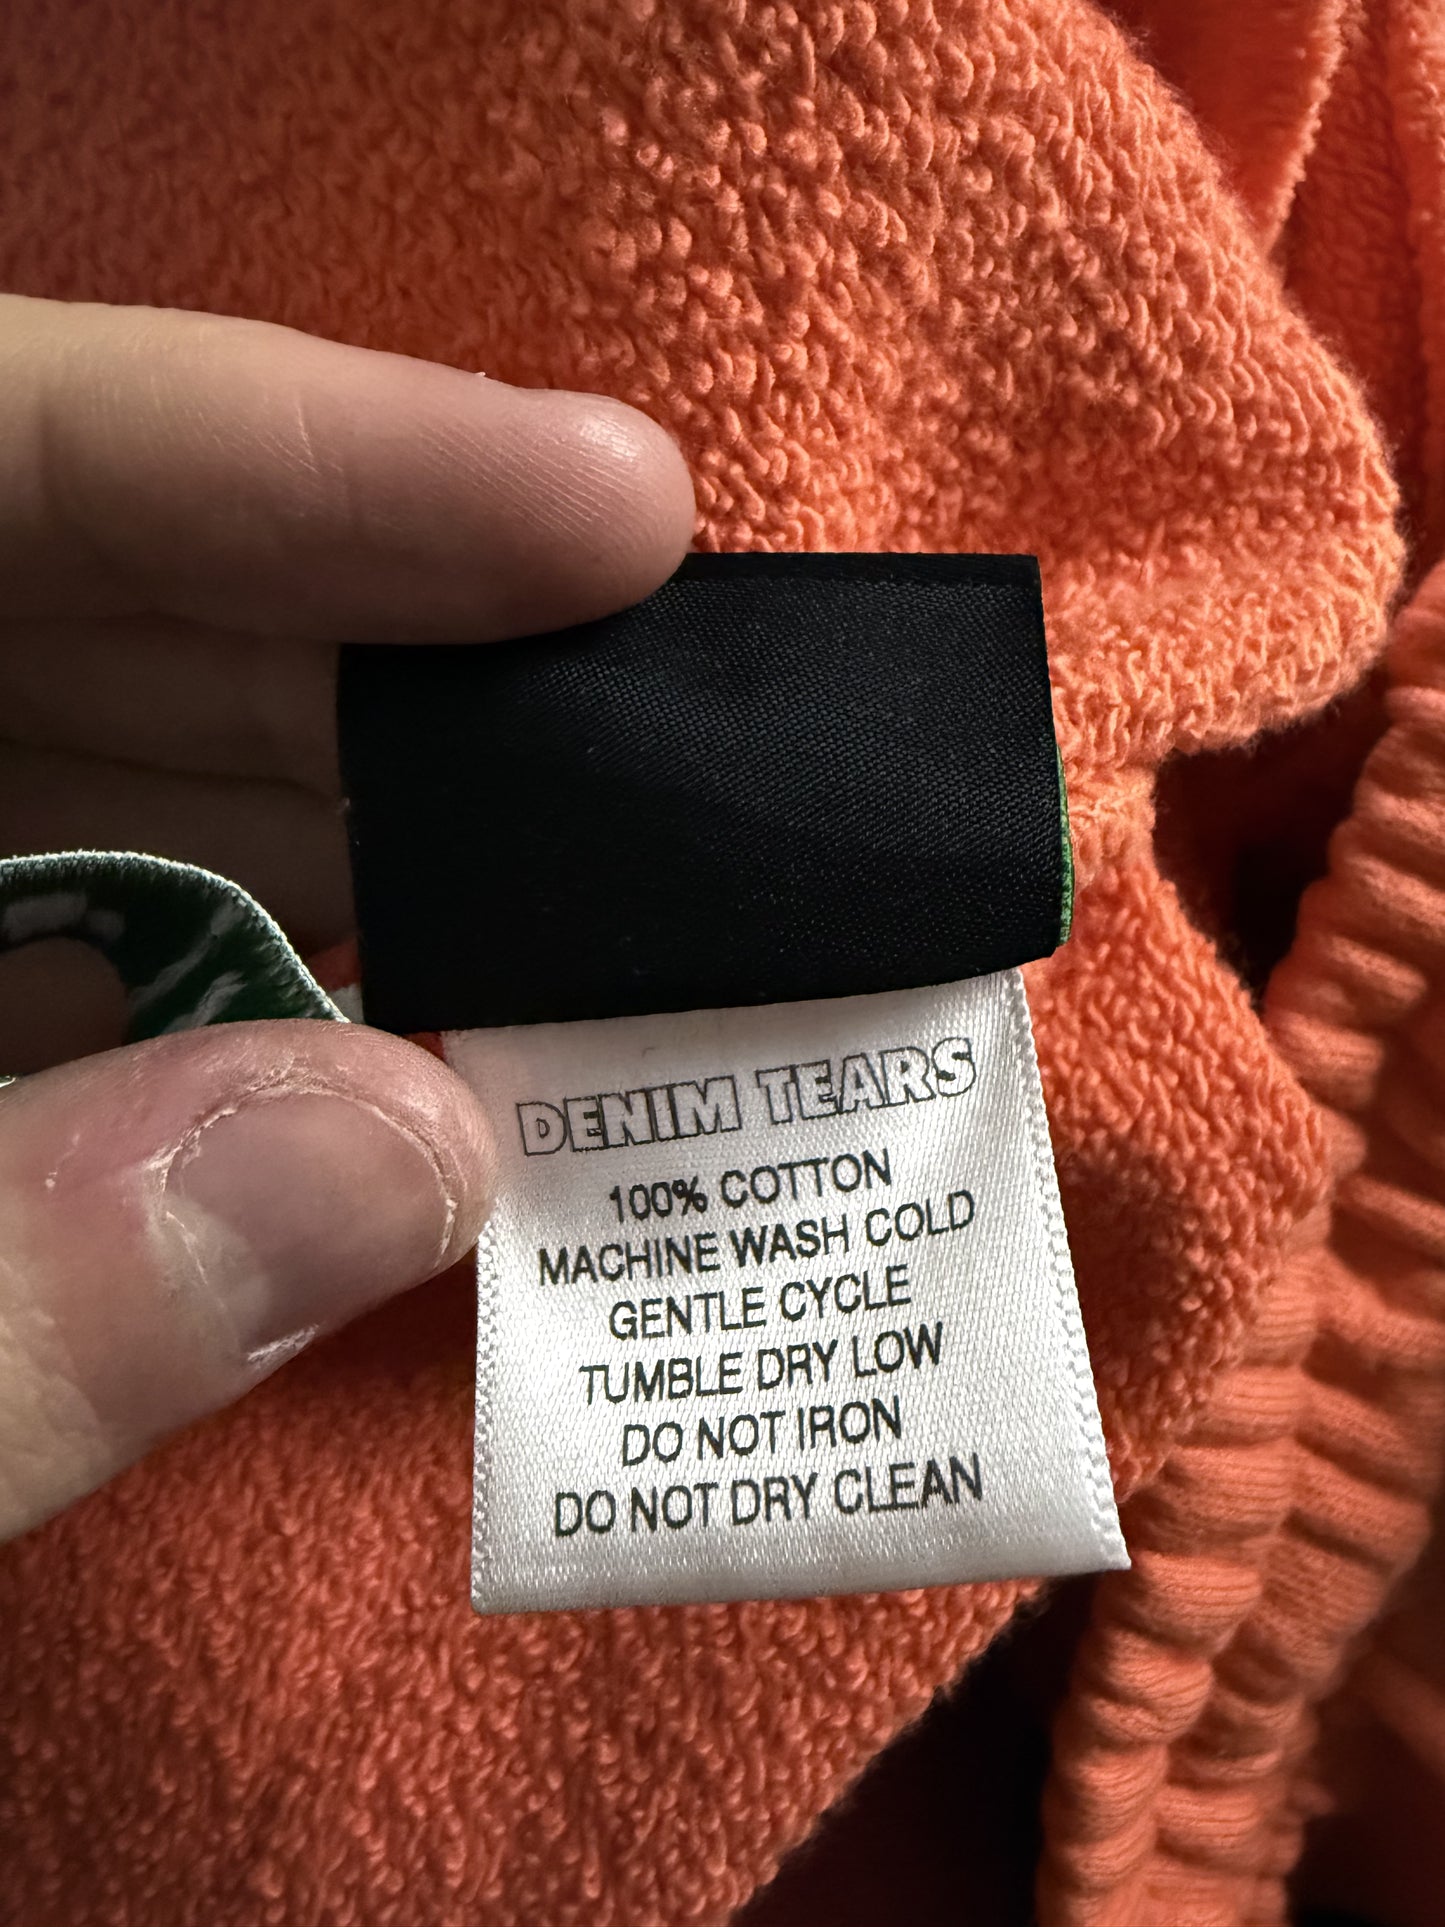 DENIM TEARS
100% COTTON
MACHINE WASH COLD
GENTLE CYCLE
TUMBLE DRY LOW
DO NOT IRON
DO NOT DRY CLEAN